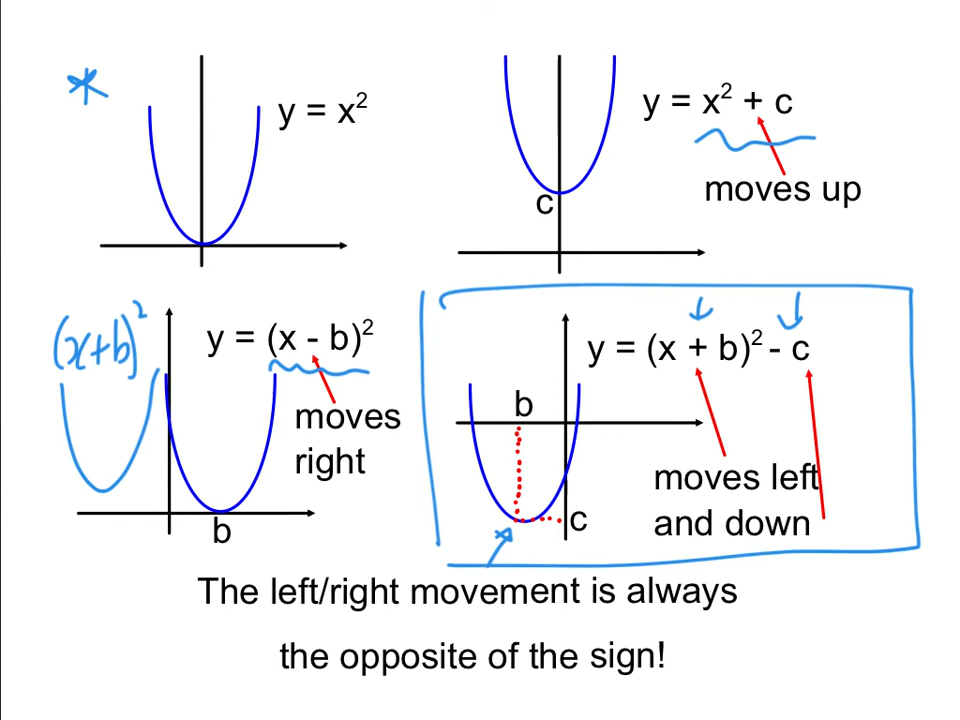 *
y = x²
y = x² + c
moves up
c
(x+b)²
y = (x - b)²
moves
right
b
y = (x + b)² - c
b
moves left
and down
c
The left/right movement is always
the opposite of the sign!